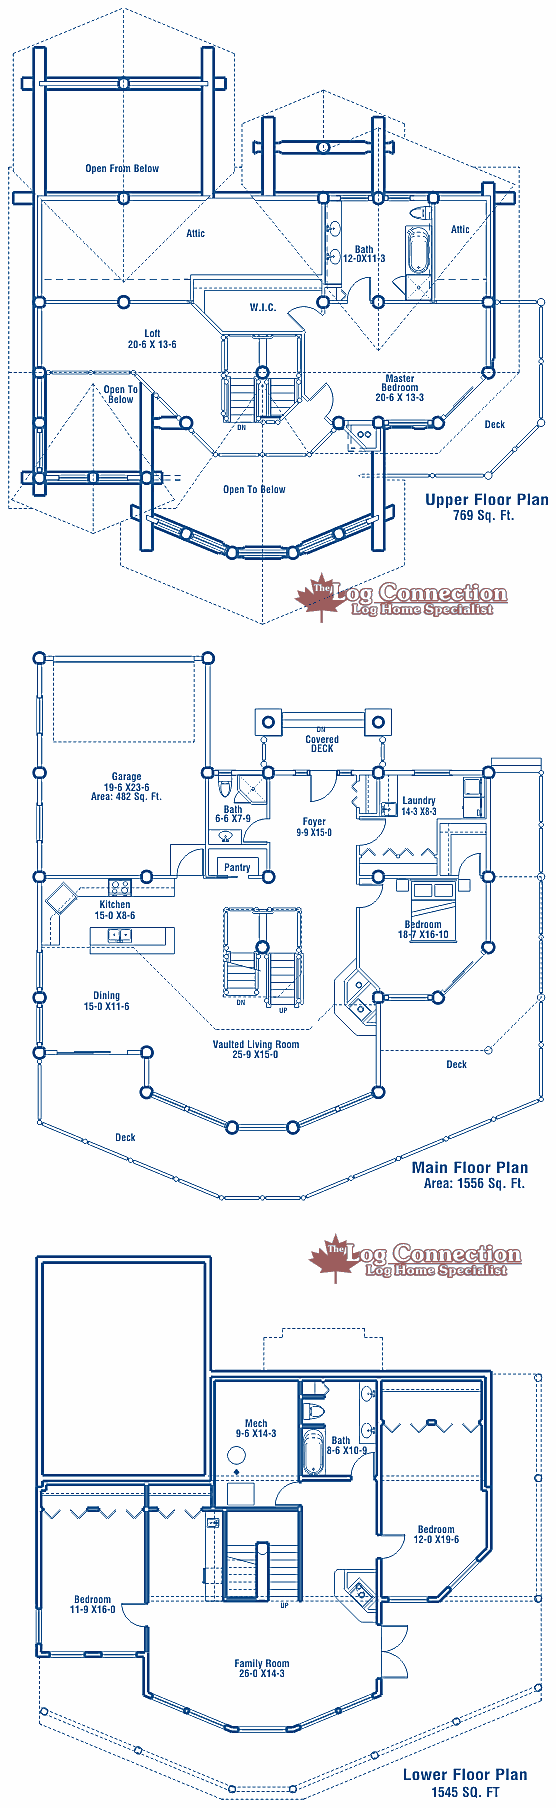 Open From Below
Attic
Attic
Bath
12-0X11-3
W.I.C.
Loft
20-6 X 13-6
Master
Bedroom
20-6 X 13-3
Open To
Below
DN
Deck
Open To Below
Upper Floor Plan
769 Sq. Ft.
The Log Connection
Log Home Specialist
DN
Covered
DECK
Garage
19-6 X23-6
Area: 482 Sq. Ft.
Bath
6-6 X7-9
Foyer
9-9 X15-0
Laundry
14-3 X8-3
Pantry
Kitchen
15-0 X8-6
Bedroom
18-7 X16-10
Dining
15-0 X11-6
DN
UP
Vaulted Living Room
25-9 X15-0
Deck
Deck
Main Floor Plan
Area: 1556 Sq. Ft.
The Log Connection
Log Home Specialist
Mech
9-6 X14-3
Bath
8-6 X10-9
Bedroom
12-0 X19-6
Bedroom
11-9 X16-0
UP
Family Room
26-0 X14-3
Lower Floor Plan
1545 SQ. FT